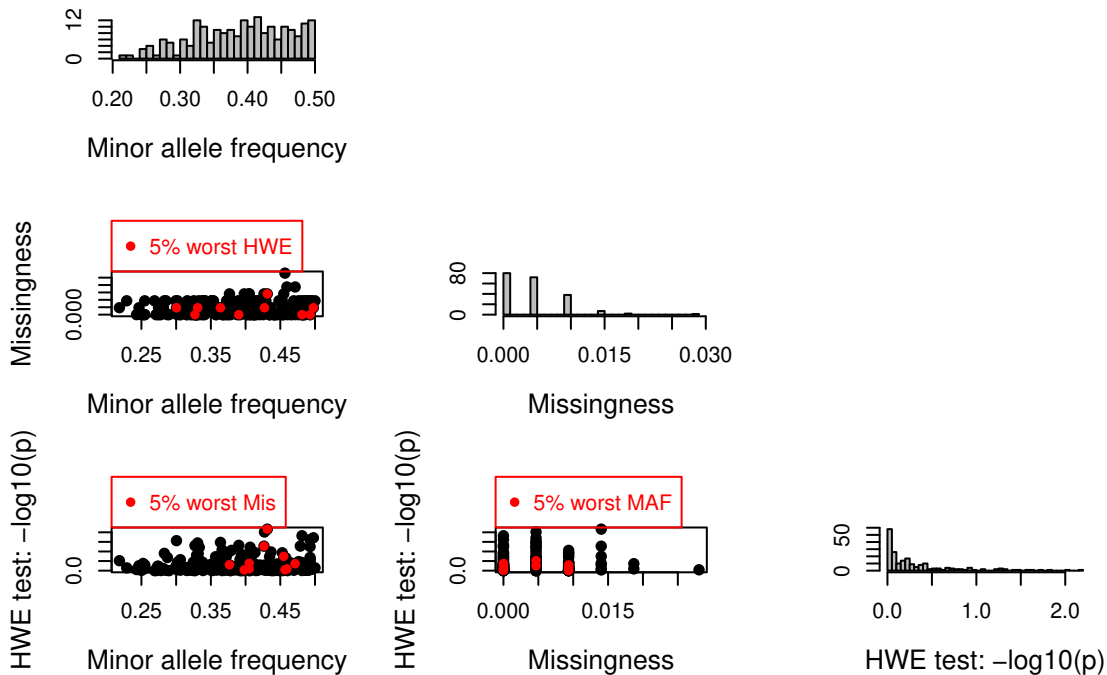 0 12
0.20 0.30 0.40 0.50
Minor allele frequency
Missingness
5% worst HWE
0.000
0.25 0.35 0.45
Minor allele frequency
0 80
0.000 0.015 0.030
Missingness
HWE test: −log10(p)
5% worst Mis
0.0
0.25 0.35 0.45
Minor allele frequency
HWE test: −log10(p)
5% worst MAF
0.0
0.000 0.015
Missingness
0 50
0.0 1.0 2.0
HWE test: −log10(p)